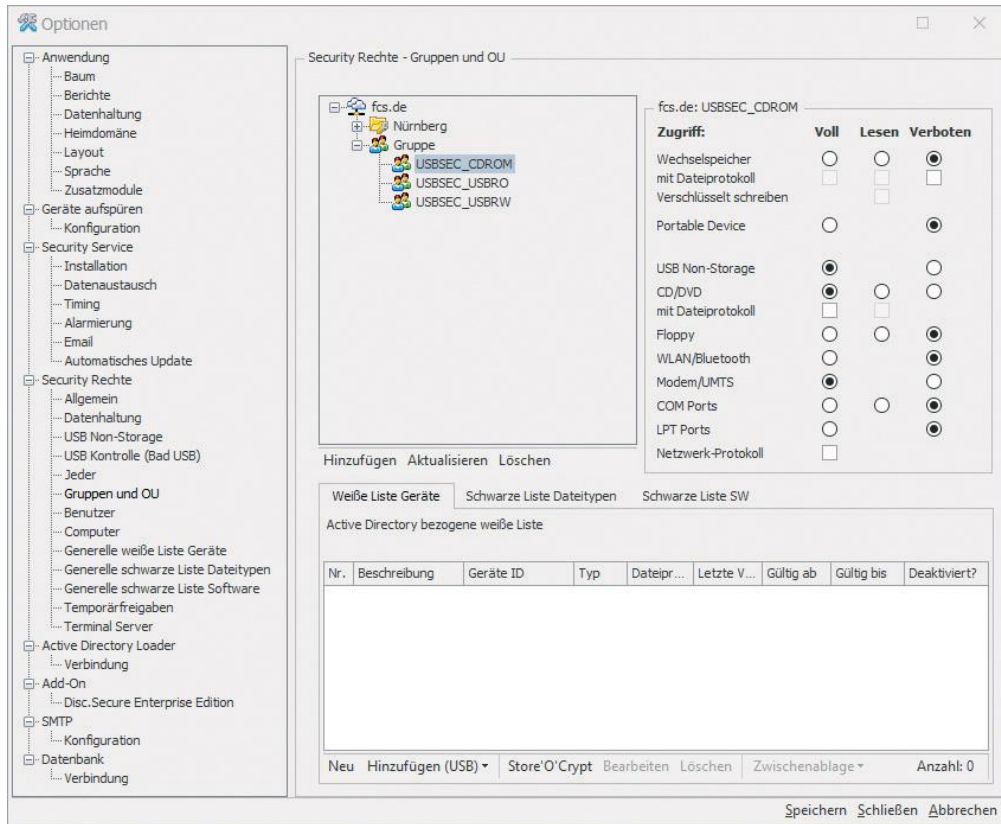 Optionen
Anwendung
Baum
Berichte
Datenhaltung
Heimdomäne
Layout
Sprache
Zusatzmodule
Geräte aufspüren
Konfiguration
Security Service
Installation
Datenaustausch
Timing
Alarmierung
Email
Automatisches Update
Security Rechte
Allgemein
Datenhaltung
USB Non-Storage
USB Kontrolle (Bad USB)
Jeder
Gruppen und OU
Benutzer
Computer
Generelle weiße Liste Geräte
Generelle schwarze Liste Dateitypen
Generelle schwarze Liste Software
Temporärfreigaben
Terminal Server
Active Directory Loader
Verbindung
Add-On
Disc.Secure Enterprise Edition
SMTP
Konfiguration
Datenbank
Verbindung
Security Rechte - Gruppen und OU
fcs.de
Nürnberg
Gruppe
USBSEC_CDROM
USBSEC_USBRO
USBSEC_USBRW
Hinzufügen Aktualisieren Löschen
fcs.de: USBSEC_CDROM
Zugriff: Voll Lesen Verboten
Wechselspeicher
mit Dateiprotokoll
Verschlüsselt schreiben
Portable Device
USB Non-Storage
CD/DVD
mit Dateiprotokoll
Floppy
WLAN/Bluetooth
Modem/UMTS
COM Ports
LPT Ports
Netzwerk-Protokoll
Weiße Liste Geräte Schwarze Liste Dateitypen Schwarze Liste SW
Active Directory bezogene weiße Liste
Nr. Beschreibung Geräte ID Typ Dateipr... Letzte V... Gültig ab Gültig bis Deaktiviert?
Neu Hinzufügen (USB) Store'O'Crypt Bearbeiten Löschen Zwischenablage Anzahl: 0
Speichern Schließen Abbrechen